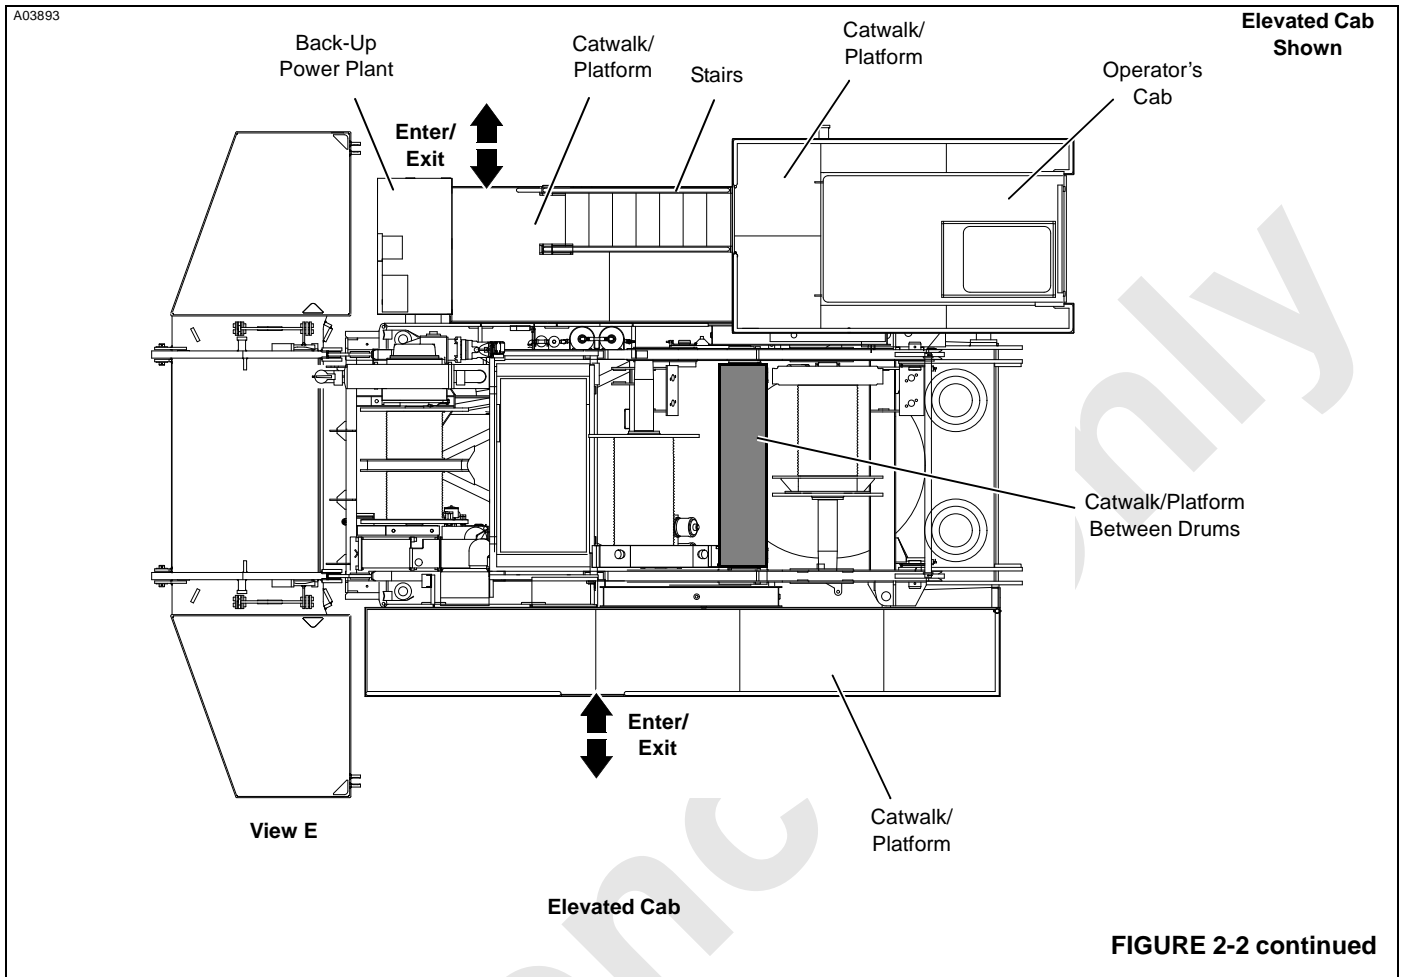 A03893
Elevated Cab
Shown
Back-Up
Power Plant
Catwalk/
Platform
Stairs
Catwalk/
Platform
Operator’s
Cab
Enter/
Exit
Catwalk/Platform
Between Drums
Enter/
Exit
Catwalk/
Platform
View E
Elevated Cab
FIGURE 2-2 continued